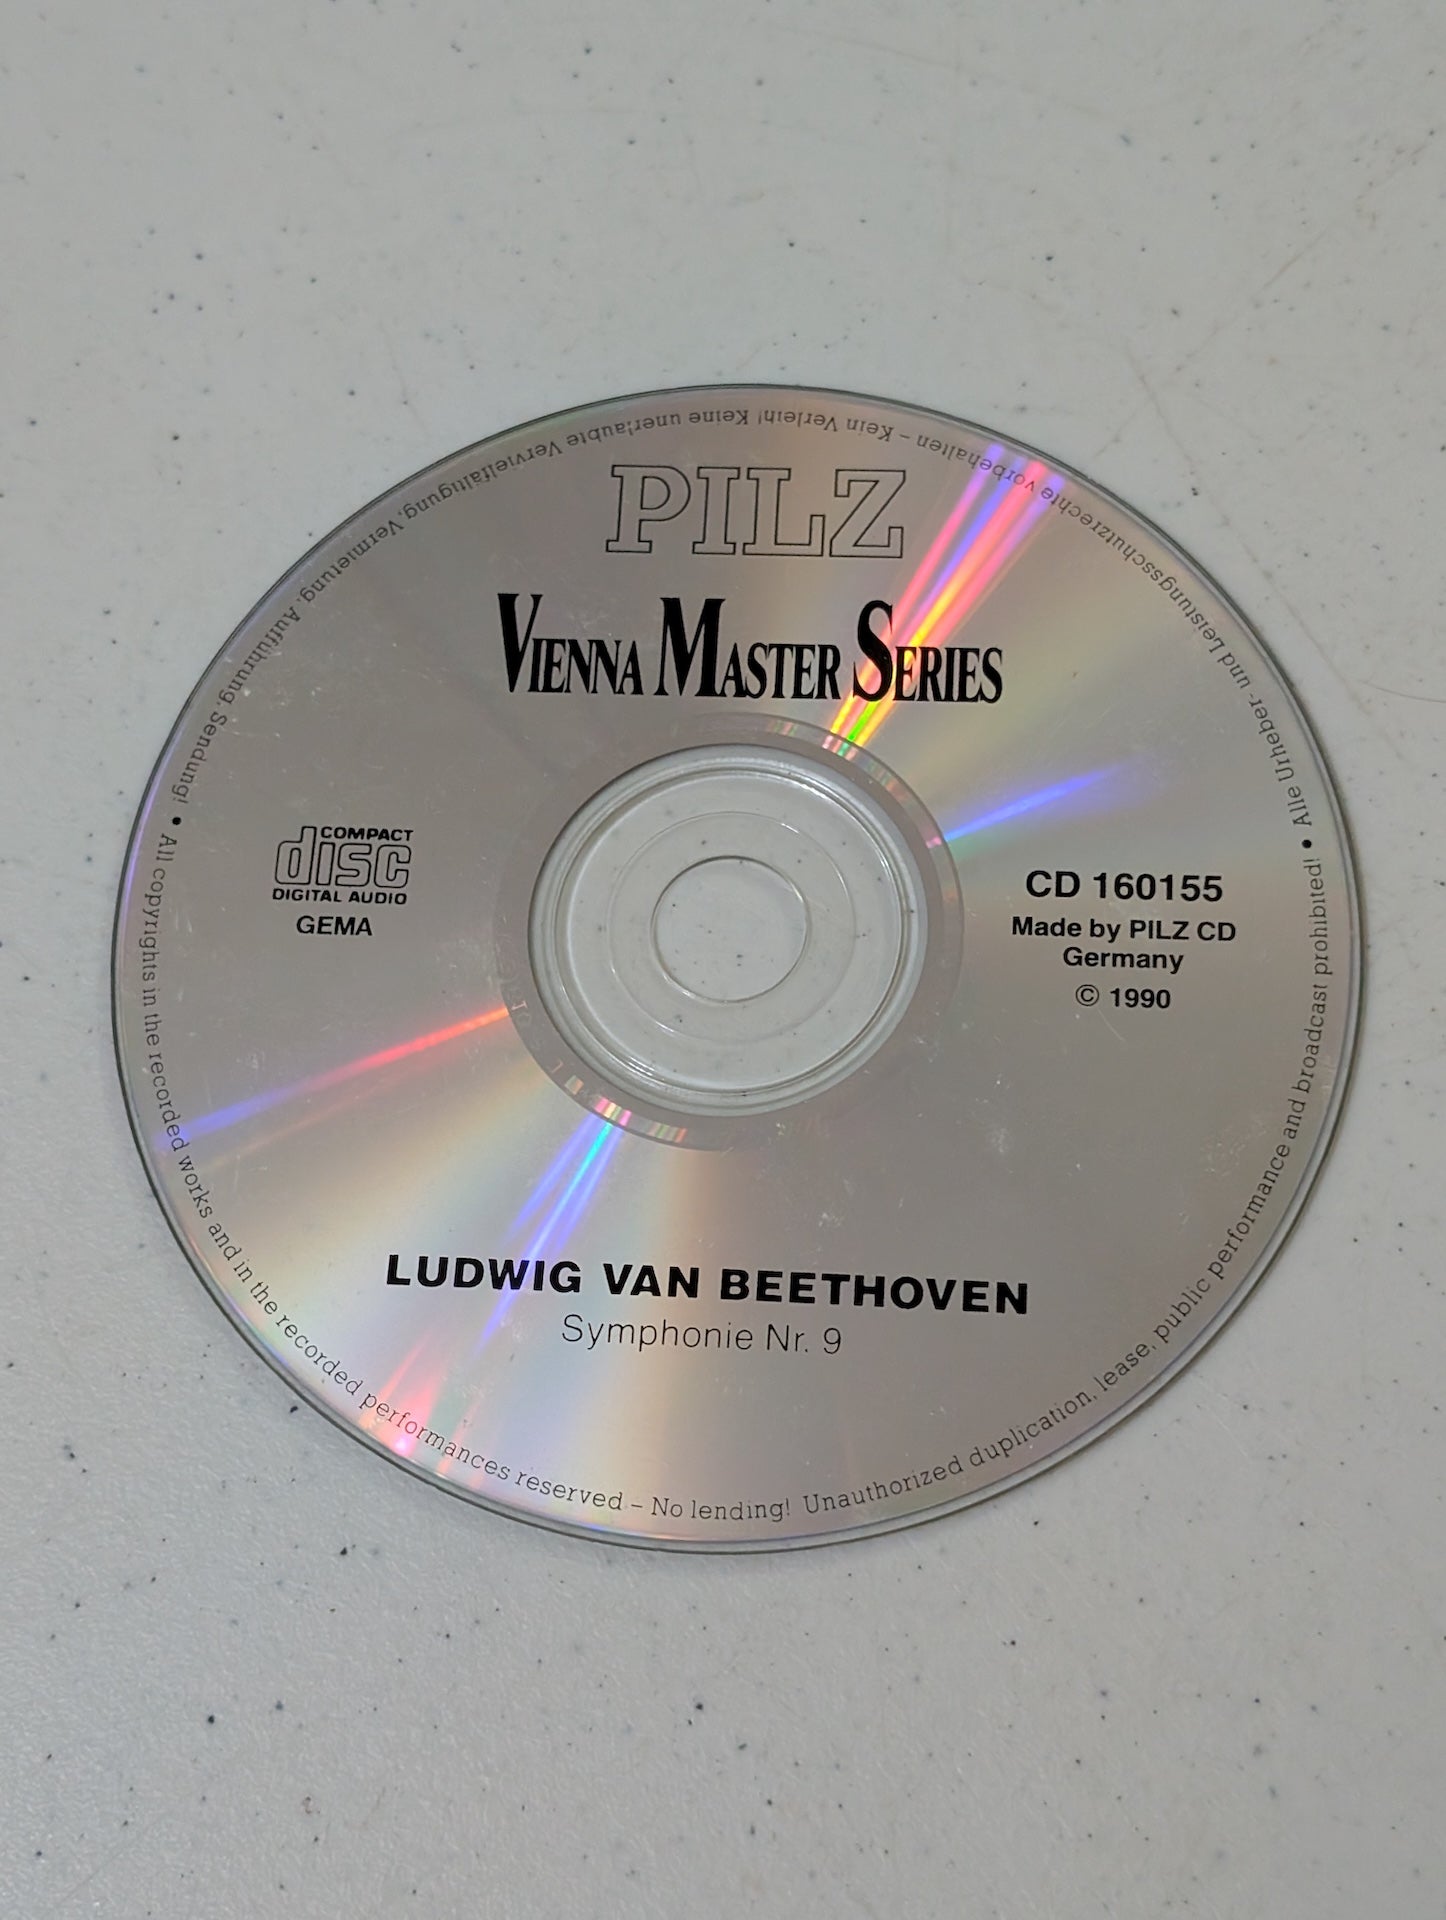 PILZ
VIENNA MASTER SERIES
COMPACT
disc
DIGITAL AUDIO
GEMA
CD 160155
Made by PILZ CD
Germany
© 1990
LUDWIG VAN BEETHOVEN
Symphonie Nr. 9
• Alle Urheber- und Leistungsschutzrechte vorbehalten – Kein Verleih! Keine unerlaubte Vervielfältigung, Vermietung, Aufführung, Sendung!
• All copyrights in the recorded works and in the recorded performances reserved – No lending! Unauthorized duplication, lease, public performance and broadcast prohibited!